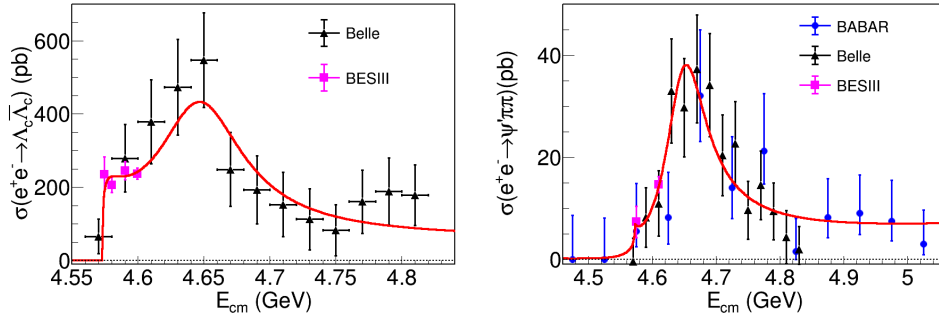 σ(e⁺e⁻→Λ_cΛ̅_c) (pb)
600
400
200
0
4.55 4.6 4.65 4.7 4.75 4.8
E_cm (GeV)
Belle
BESIII
σ(e⁺e⁻→ψ'ππ)(pb)
40
20
0
4.5 4.6 4.7 4.8 4.9 5
E_cm (GeV)
BABAR
Belle
BESIII